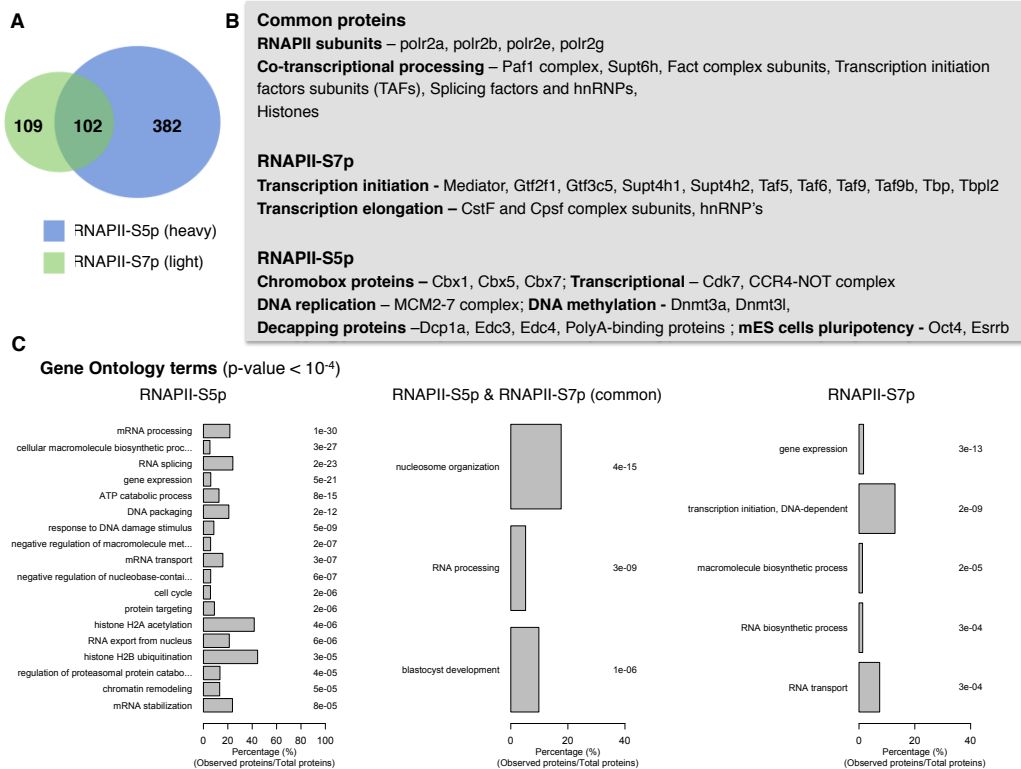 A
109
102
382
RNAPII-S5p (heavy)
RNAPII-S7p (light)
B
Common proteins
RNAPII subunits – polr2a, polr2b, polr2e, polr2g
Co-transcriptional processing – Paf1 complex, Supt6h, Fact complex subunits, Transcription initiation
factors subunits (TAFs), Splicing factors and hnRNPs,
Histones
RNAPII-S7p
Transcription initiation - Mediator, Gtf2f1, Gtf3c5, Supt4h1, Supt4h2, Taf5, Taf6, Taf9, Taf9b, Tbp, Tbpl2
Transcription elongation – CstF and Cpsf complex subunits, hnRNP's
RNAPII-S5p
Chromobox proteins – Cbx1, Cbx5, Cbx7; Transcriptional – Cdk7, CCR4-NOT complex
DNA replication – MCM2-7 complex; DNA methylation - Dnmt3a, Dnmt3l,
Decapping proteins –Dcp1a, Edc3, Edc4, PolyA-binding proteins ; mES cells pluripotency - Oct4, Esrrb
C
Gene Ontology terms (p-value < 10-4)
RNAPII-S5p
mRNA processing 1e-30
cellular macromolecule biosynthetic proc... 3e-27
RNA splicing 2e-23
gene expression 5e-21
ATP catabolic process 8e-15
DNA packaging 2e-12
response to DNA damage stimulus 5e-09
negative regulation of macromolecule met... 2e-07
mRNA transport 3e-07
negative regulation of nucleobase-contai... 6e-07
cell cycle 2e-06
protein targeting 2e-06
histone H2A acetylation 4e-06
RNA export from nucleus 6e-06
histone H2B ubiquitination 3e-05
regulation of proteasomal protein catabo... 4e-05
chromatin remodeling 5e-05
mRNA stabilization 8e-05
0 20 40 60 80 100
Percentage (%)
(Observed proteins/Total proteins)
RNAPII-S5p & RNAPII-S7p (common)
nucleosome organization 4e-15
RNA processing 3e-09
blastocyst development 1e-06
0 20 40
Percentage (%)
(Observed proteins/Total proteins)
RNAPII-S7p
gene expression 3e-13
transcription initiation, DNA-dependent 2e-09
macromolecule biosynthetic process 2e-05
RNA biosynthetic process 3e-04
RNA transport 3e-04
0 20 40
Percentage (%)
(Observed proteins/Total proteins)